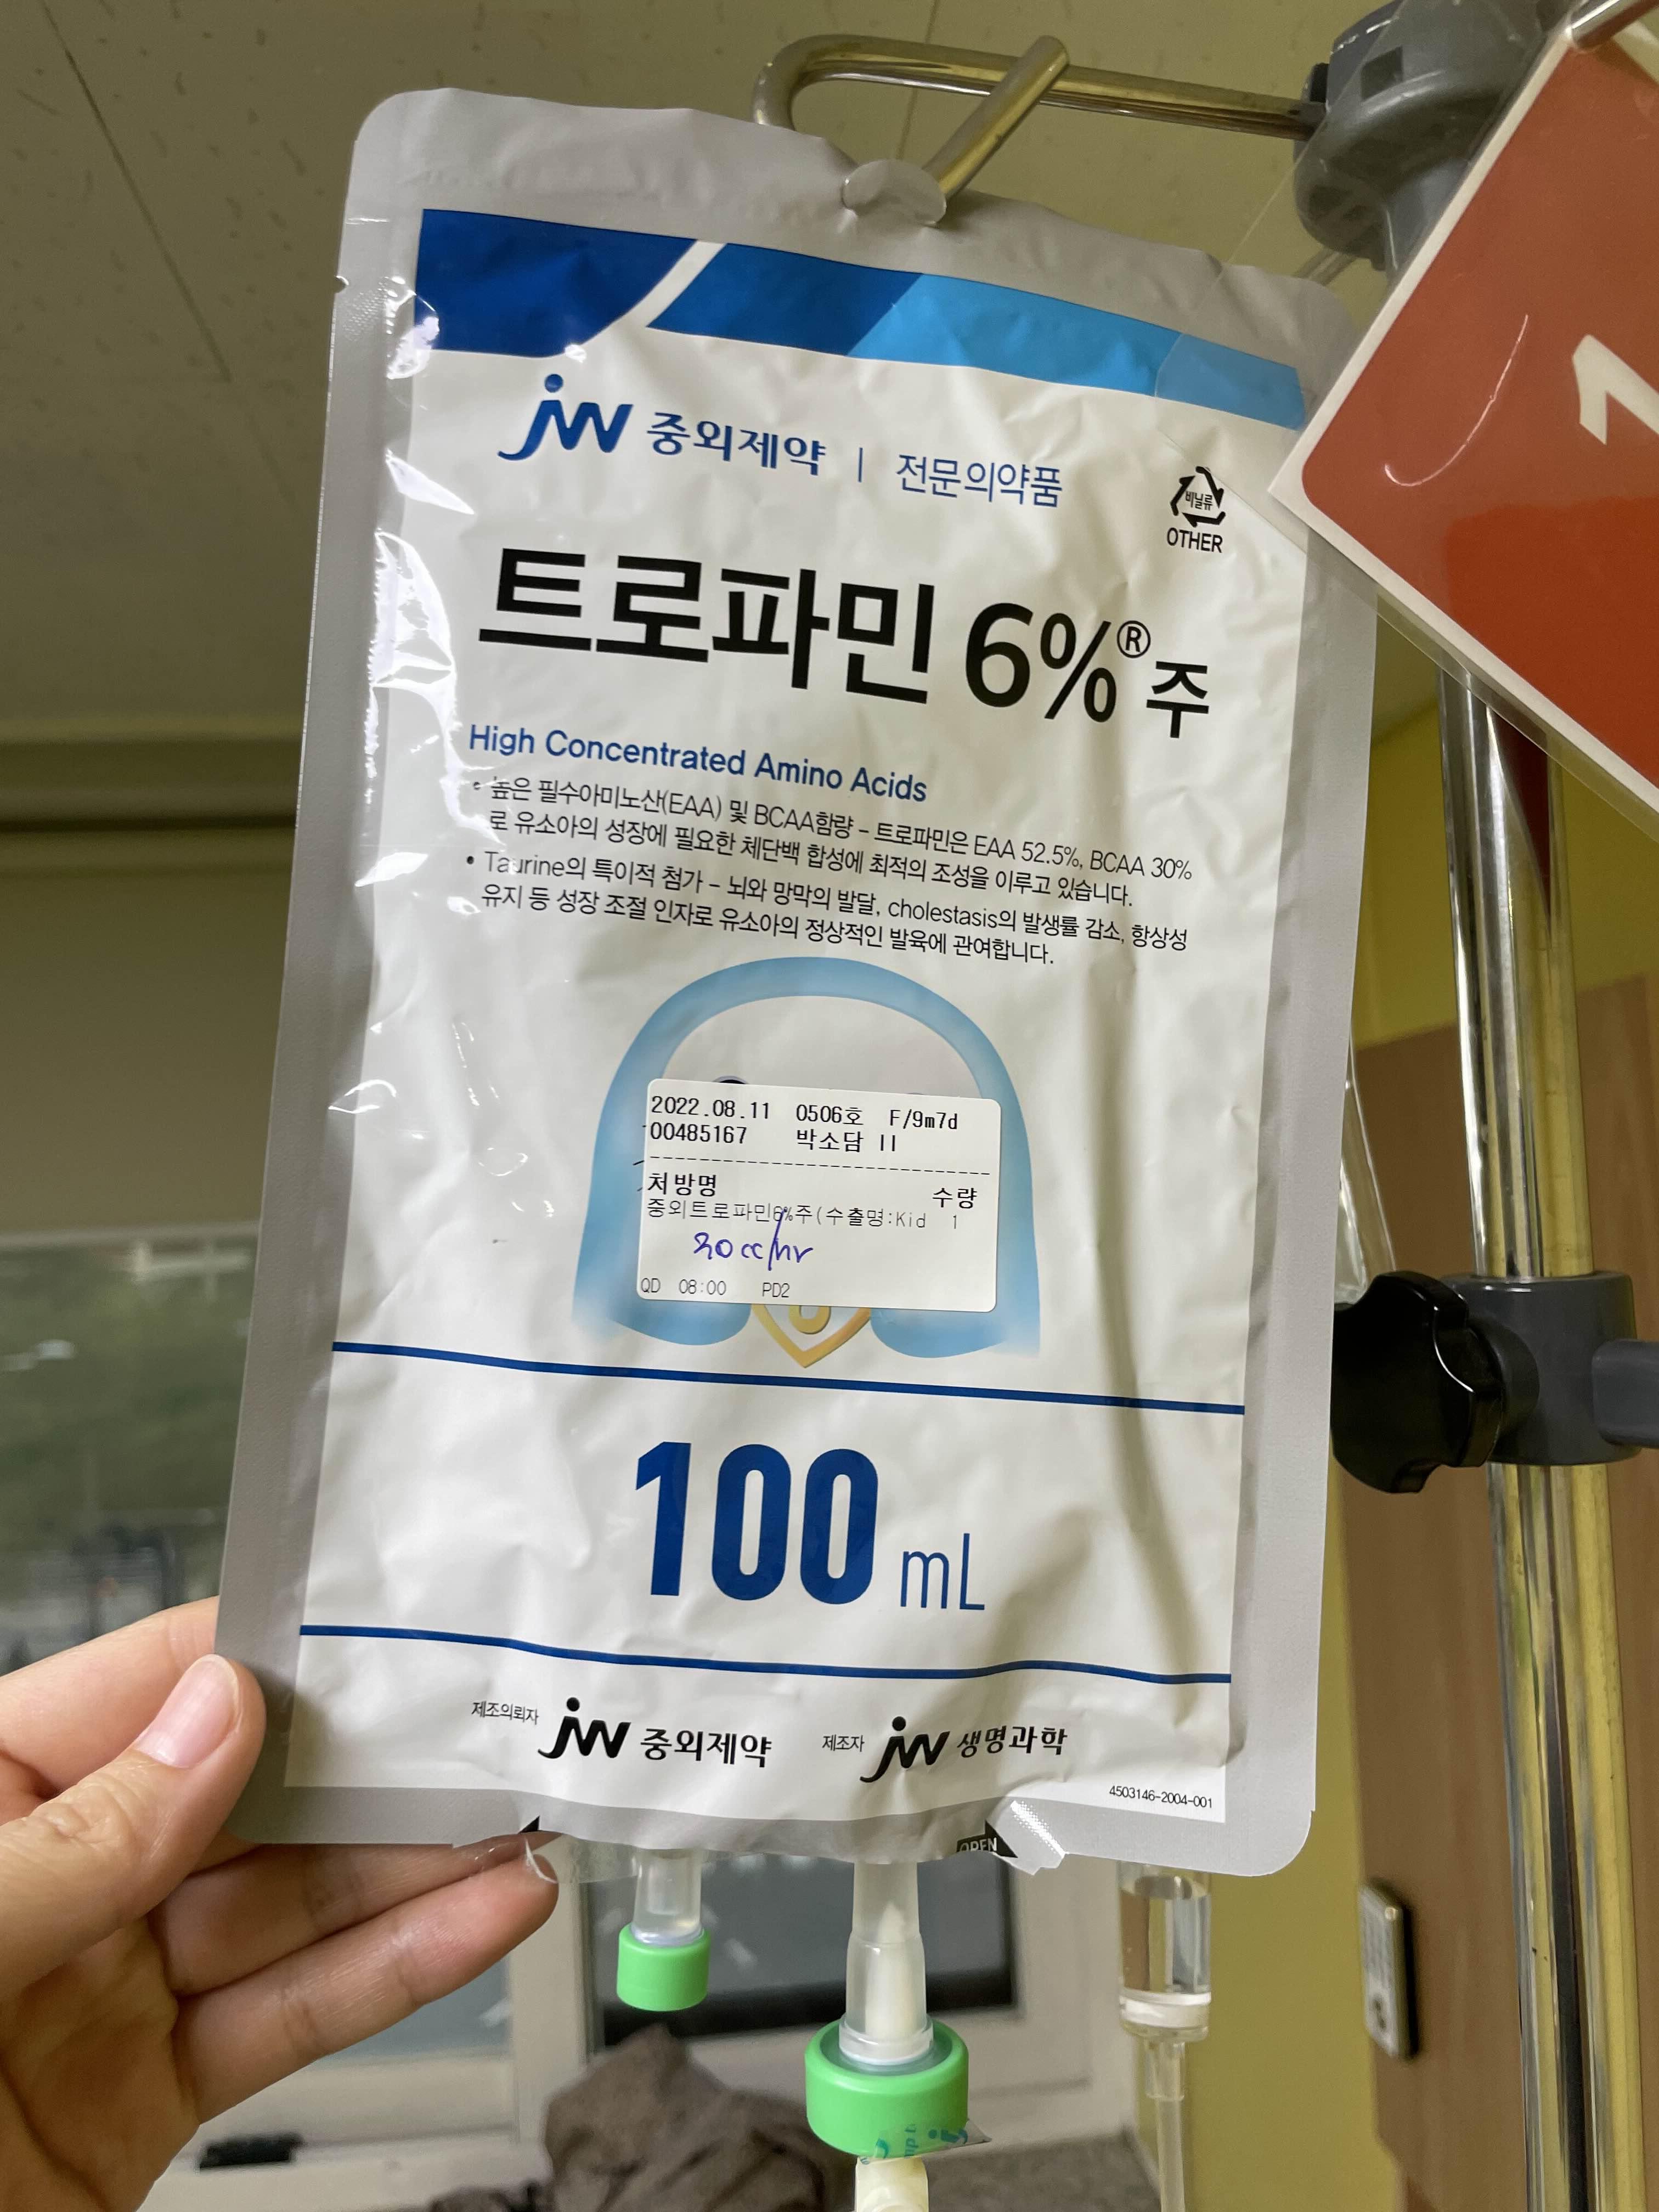 jw 중외제약 | 전문의약품
비닐류
OTHER
트로파민 6%® 주
High Concentrated Amino Acids
• 높은 필수아미노산(EAA) 및 BCAA함량 – 트로파민은 EAA 52.5%, BCAA 30%
로 유소아의 성장에 필요한 체단백 합성에 최적의 조성을 이루고 있습니다.
• Taurine의 특이적 첨가 – 뇌와 망막의 발달, cholestasis의 발생률 감소, 항상성
유지 등 성장 조절 인자로 유소아의 정상적인 발육에 관여합니다.
2022.08.11 0506호 F/9m7d
00485167 박소담 II
처방명 수량
중외트로파민6%주(수출명:Kid 1
cc/hr
QD 08:00 PD2
100 mL
제조의뢰자 jw 중외제약 제조자 jw 생명과학
4503146-2004-001
OPEN
1